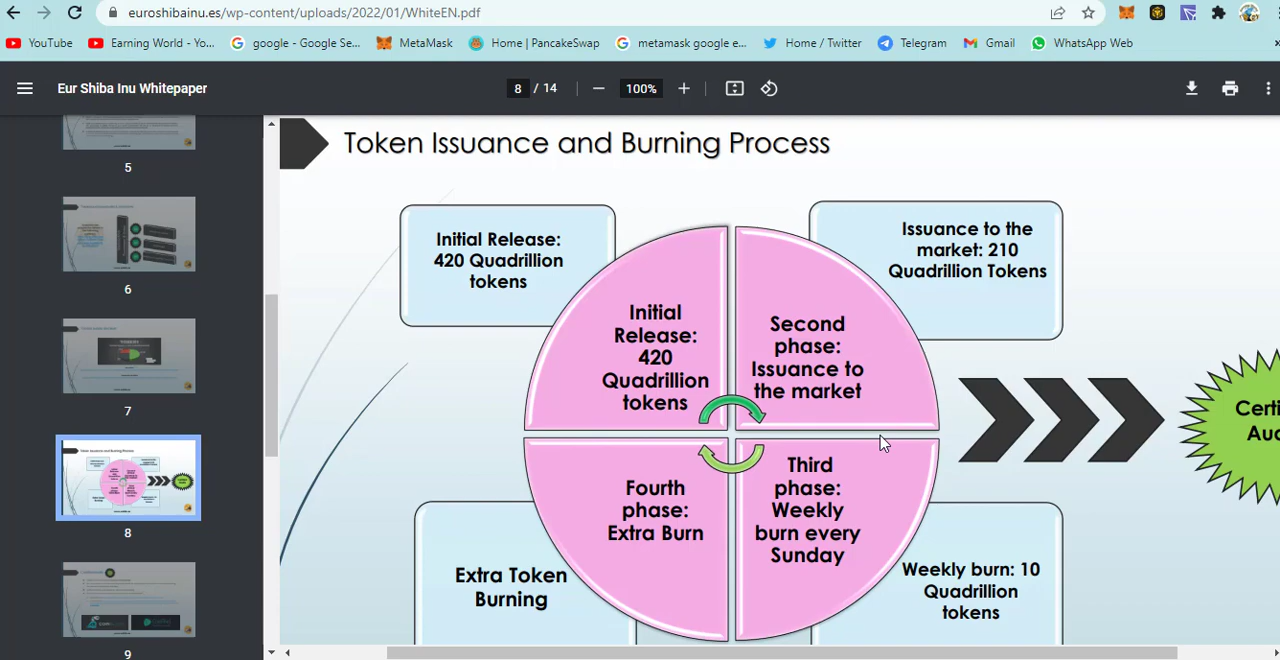 euroshibainu.es/wp-content/uploads/2022/01/WhiteEN.pdf
YouTube
Earning World - Yo...
google - Google Se...
MetaMask
Home | PancakeSwap
metamask google e...
Home / Twitter
Telegram
Gmail
WhatsApp Web
Eur Shiba Inu Whitepaper
8 / 14
100%
5
6
7
8
9
Token Issuance and Burning Process
Initial Release:
420 Quadrillion
tokens
Issuance to the
market: 210
Quadrillion Tokens
Initial
Release:
420
Quadrillion
tokens
Second
phase:
Issuance to
the market
Certi
Au
Fourth
phase:
Extra Burn
Third
phase:
Weekly
burn every
Sunday
Extra Token
Burning
Weekly burn: 10
Quadrillion
tokens